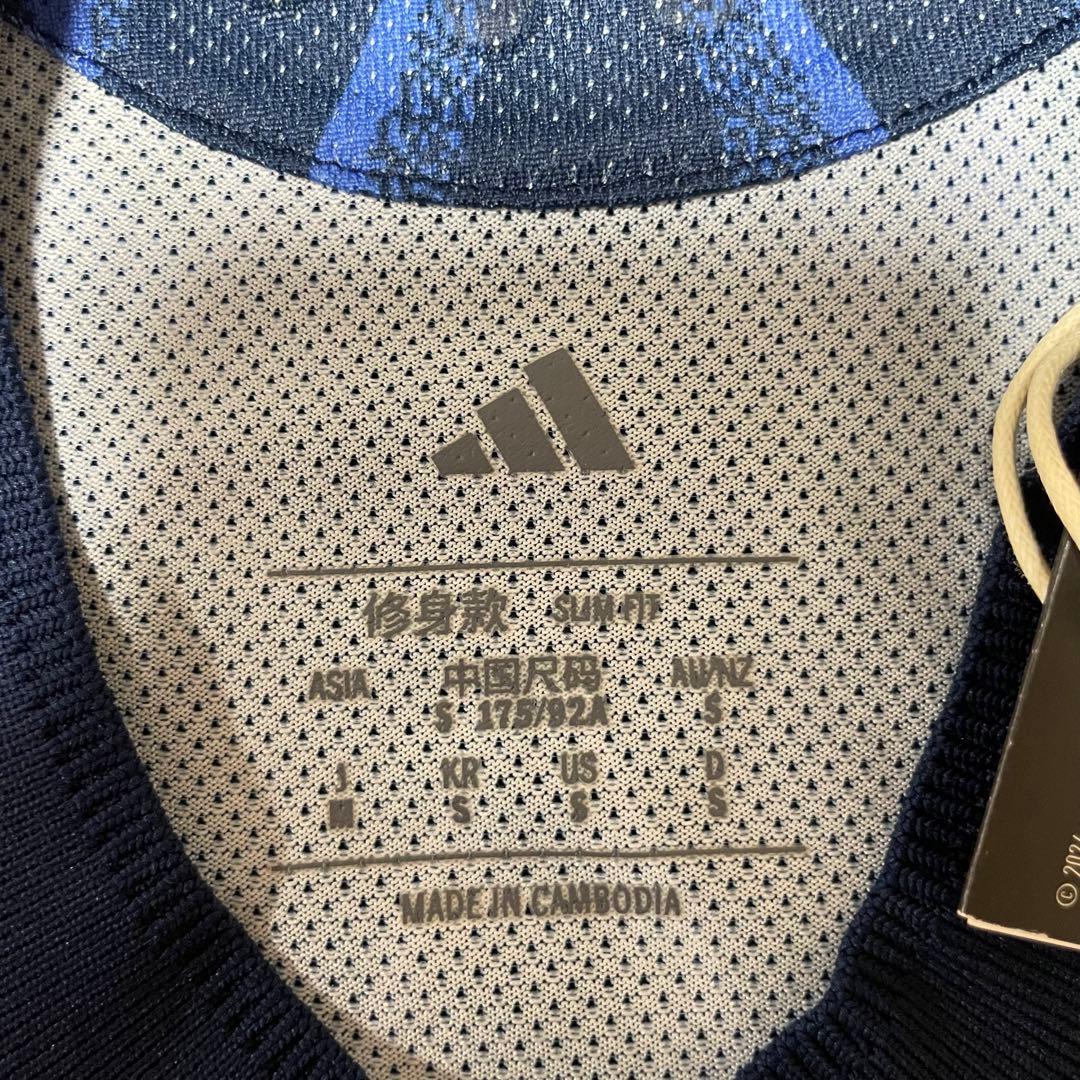 修身款 SLIM FIT
ASIA 中国尺码 AU/NZ
S 175/92A S
J KR US D
M S S S
MADE IN CAMBODIA
© 2024